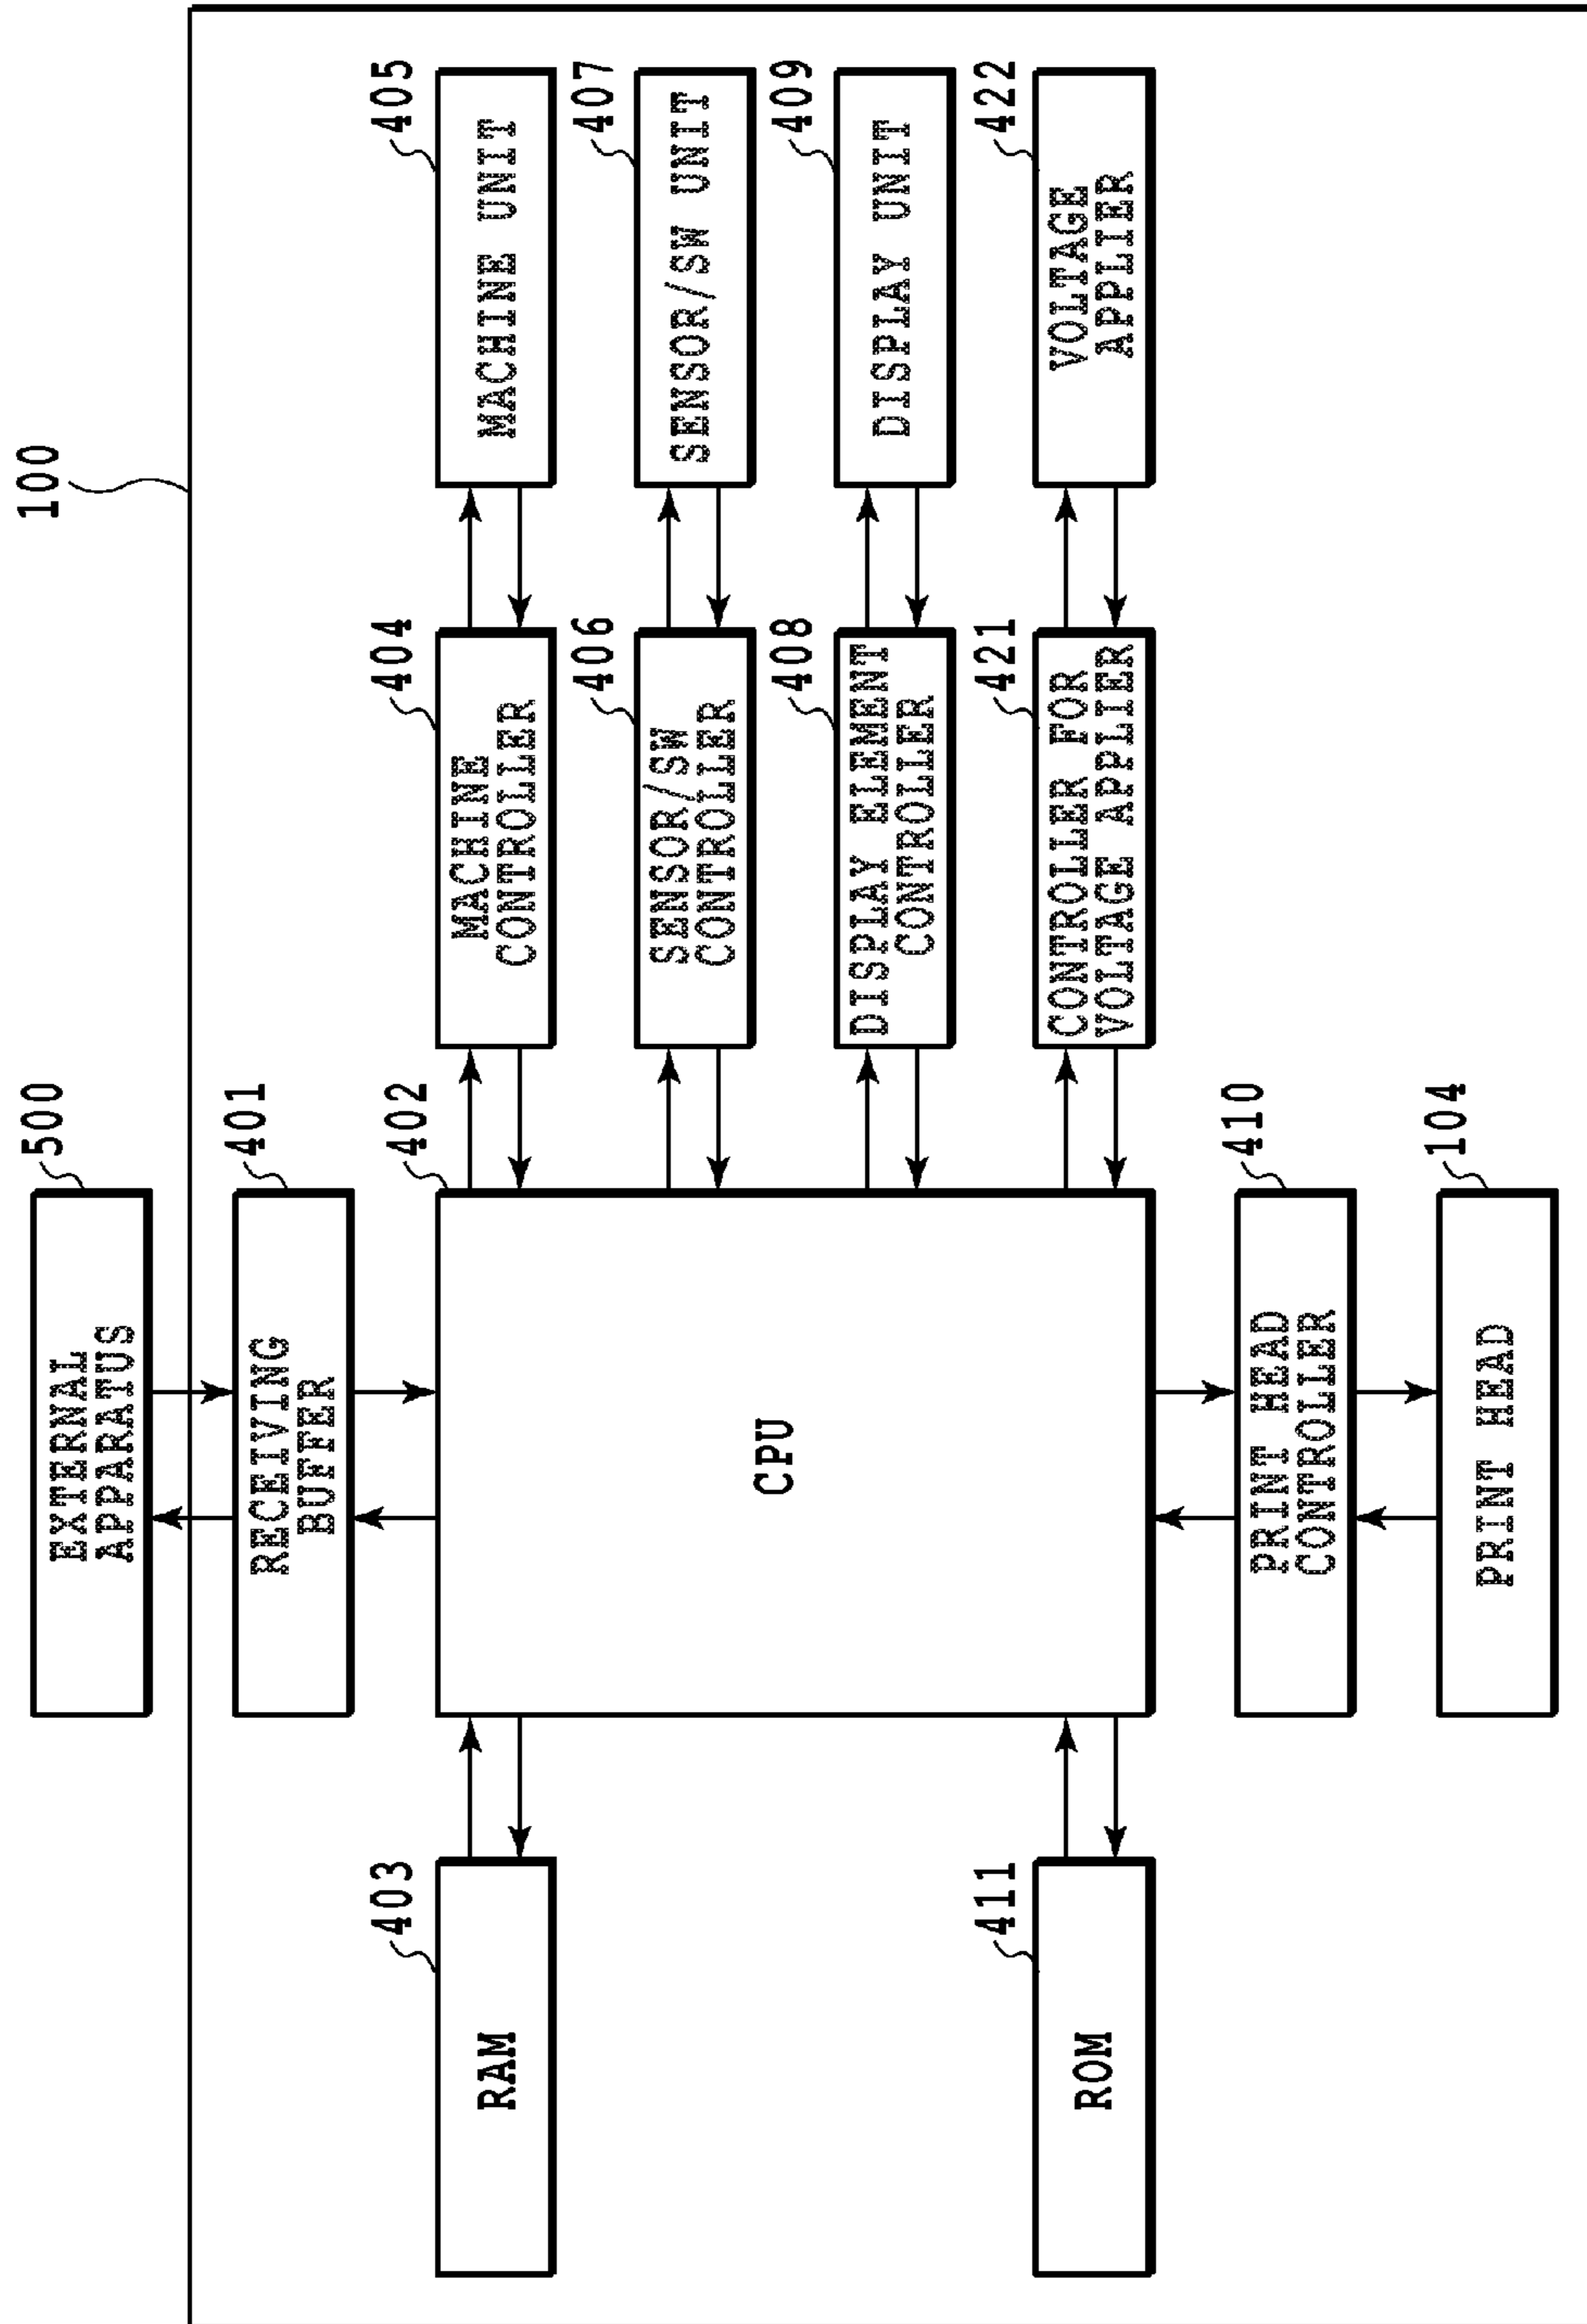 100
500
EXTERNAL
APPARATUS
401
RECEIVING
BUFFER
402
CPU
403
RAM
411
ROM
404
MACHINE
CONTROLLER
405
MACHINE UNIT
406
SENSOR/SW
CONTROLLER
407
SENSOR/SW UNIT
408
DISPLAY ELEMENT
CONTROLLER
409
DISPLAY UNIT
421
CONTROLLER FOR
VOLTAGE APPLIER
422
VOLTAGE
APPLIER
410
PRINT HEAD
CONTROLLER
104
PRINT HEAD